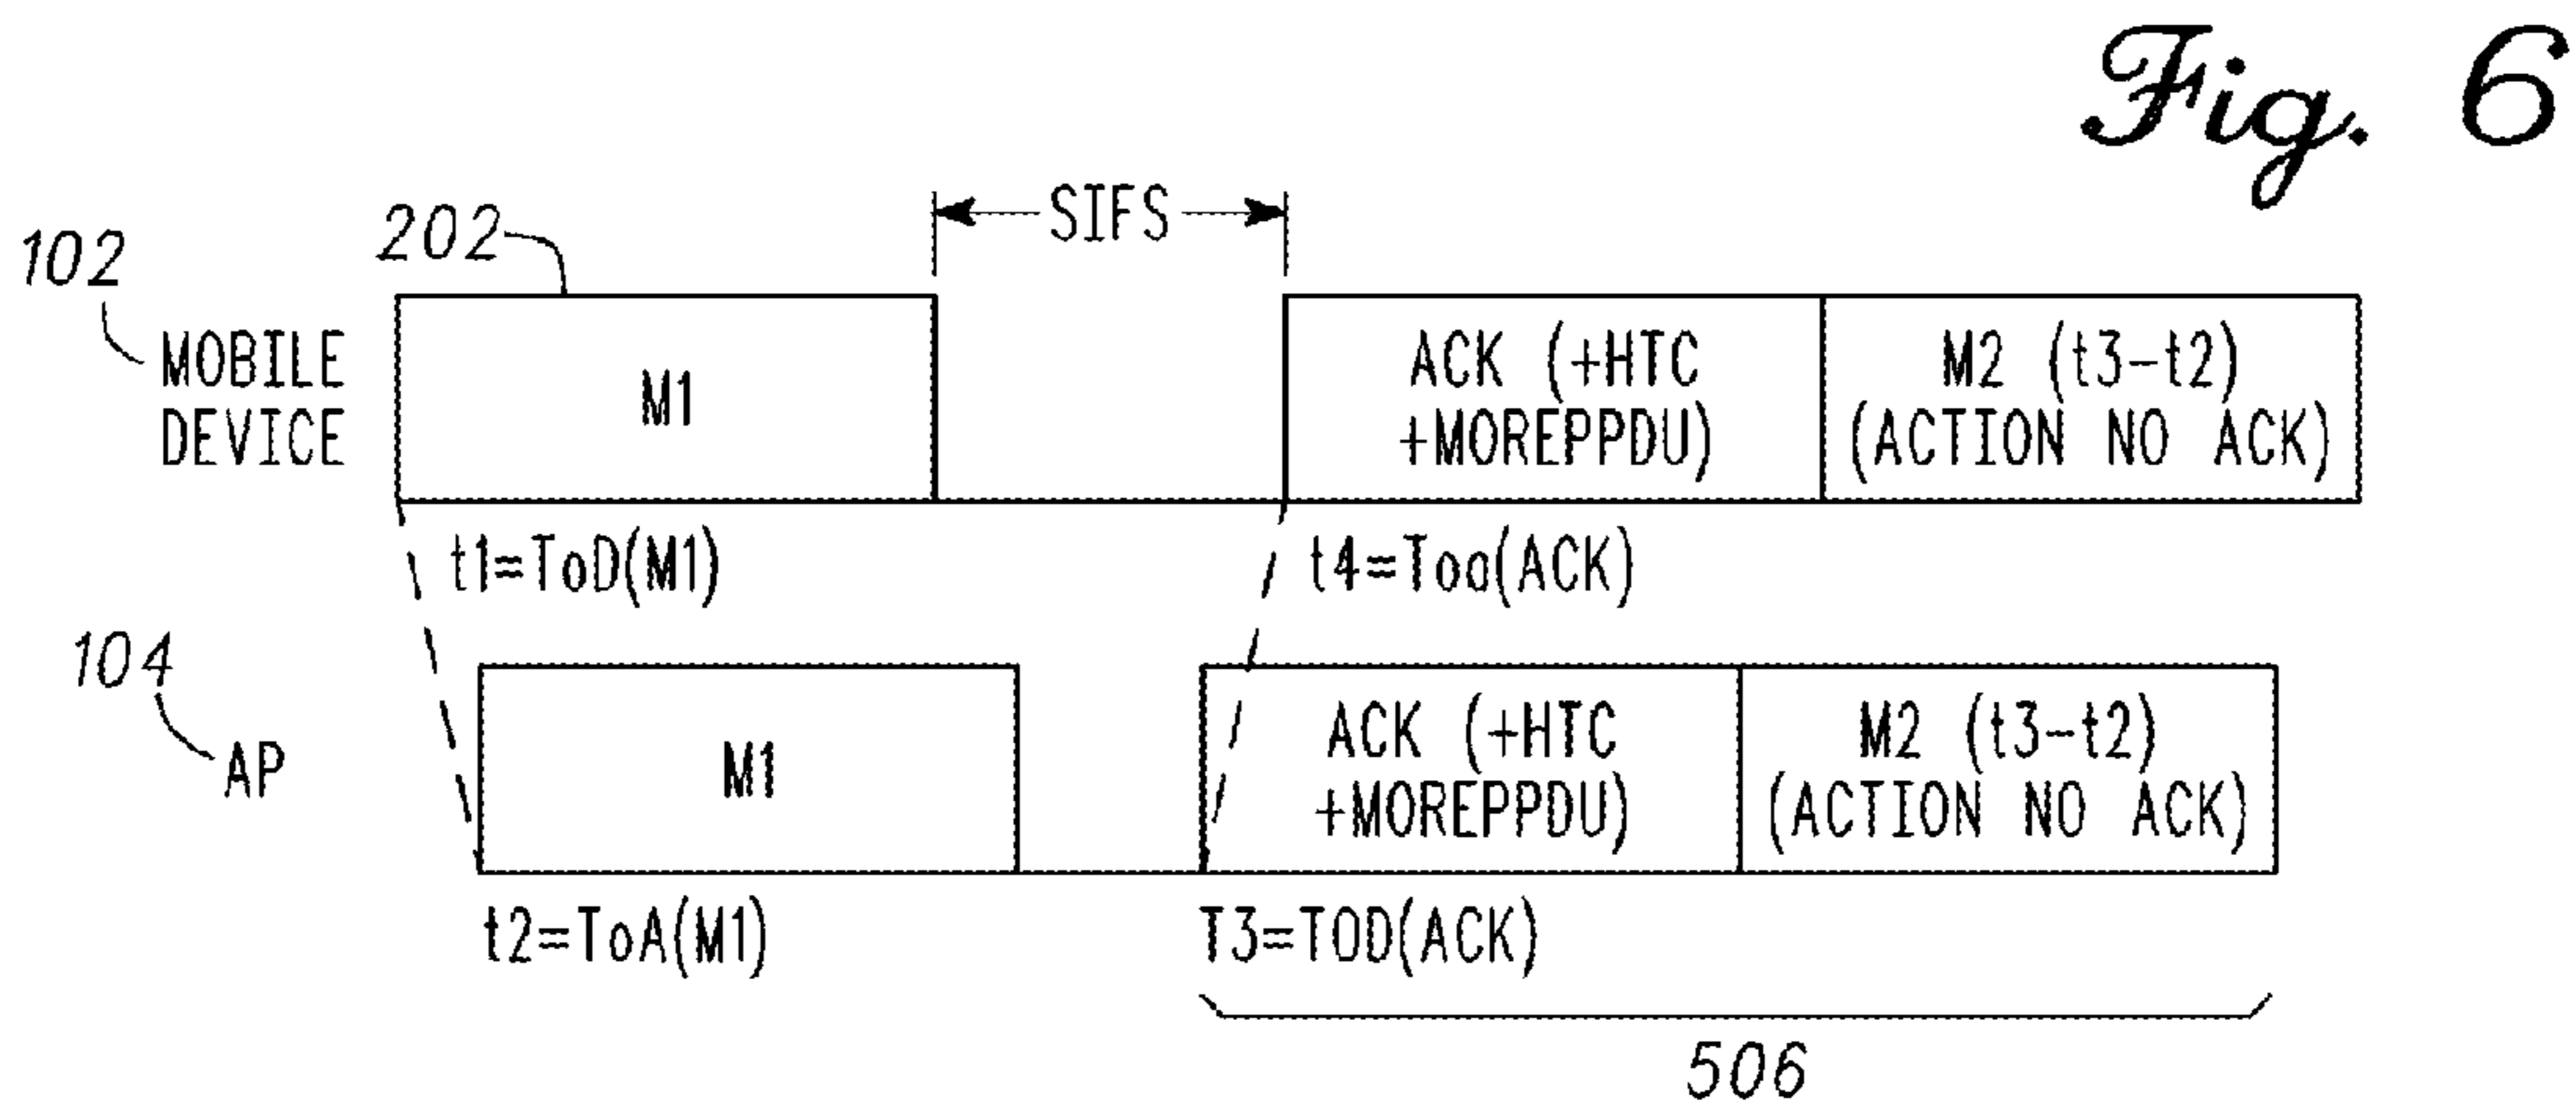 Fig. 6
SIFS
202
102
MOBILE
DEVICE
M1
ACK (+HTC
+MOREPPDU)
M2 (t3-t2)
(ACTION NO ACK)
t1=ToD(M1)
t4=Toa(ACK)
104
AP
M1
ACK (+HTC
+MOREPPDU)
M2 (t3-t2)
(ACTION NO ACK)
t2=ToA(M1)
T3=TOD(ACK)
506